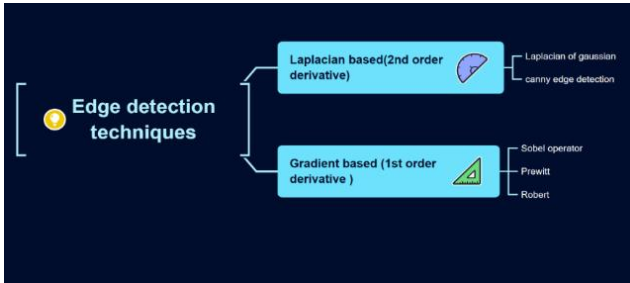 Edge detection
techniques
Laplacian based(2nd order
derivative)
Laplacian of gaussian
canny edge detection
Gradient based (1st order
derivative )
Sobel operator
Prewitt
Robert